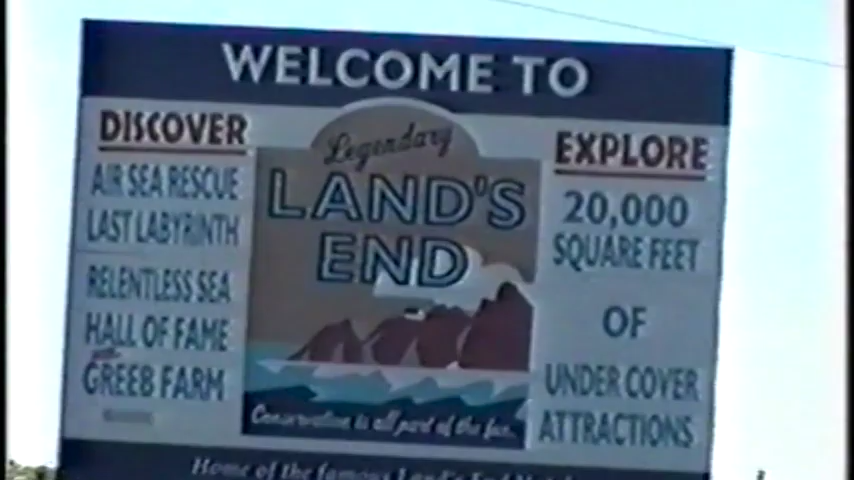 WELCOME TO
DISCOVER
AIR SEA RESCUE
LAST LABYRINTH
RELENTLESS SEA
HALL OF FAME
GREEB FARM
Legendary
LAND'S
END
Conservation is all part of the fun.
EXPLORE
20,000
SQUARE FEET
OF
UNDER COVER
ATTRACTIONS
Home of the famous Land's End